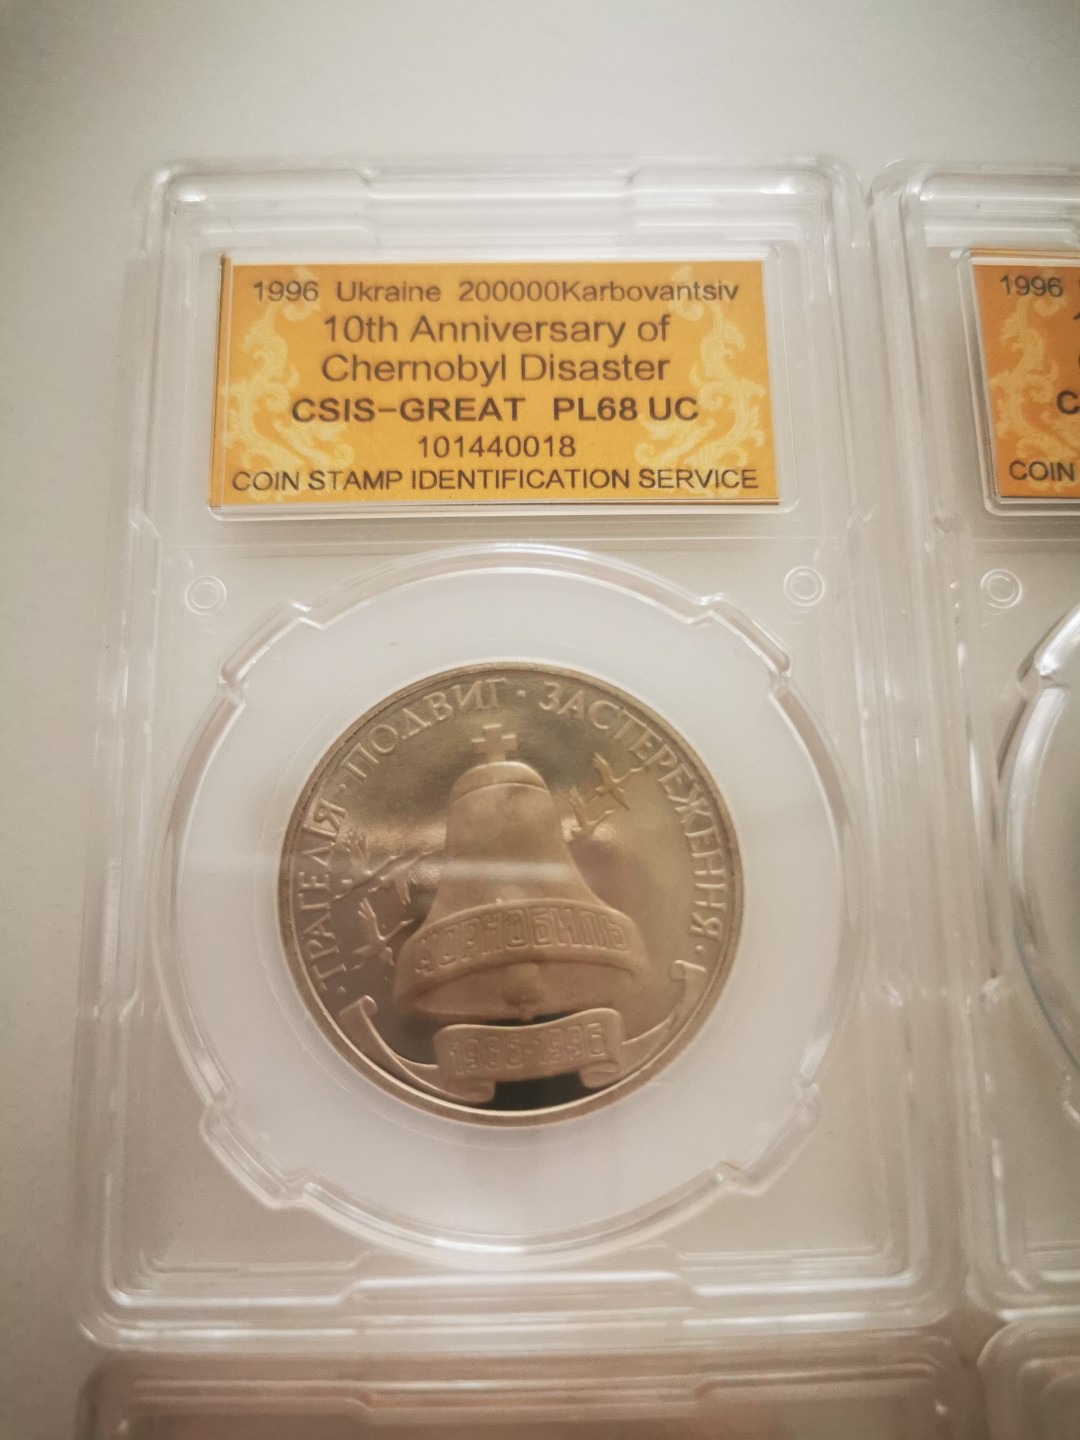 1996 Ukraine 200000Karbovantsiv
10th Anniversary of
Chernobyl Disaster
CSIS-GREAT PL68 UC
101440018
COIN STAMP IDENTIFICATION SERVICE
1996
C
COIN
· ТРАГЕДІЯ · ПОДВИГ · ЗАСТЕРЕЖЕННЯ ·
ЧОРНОБИЛЬ
1986-1996